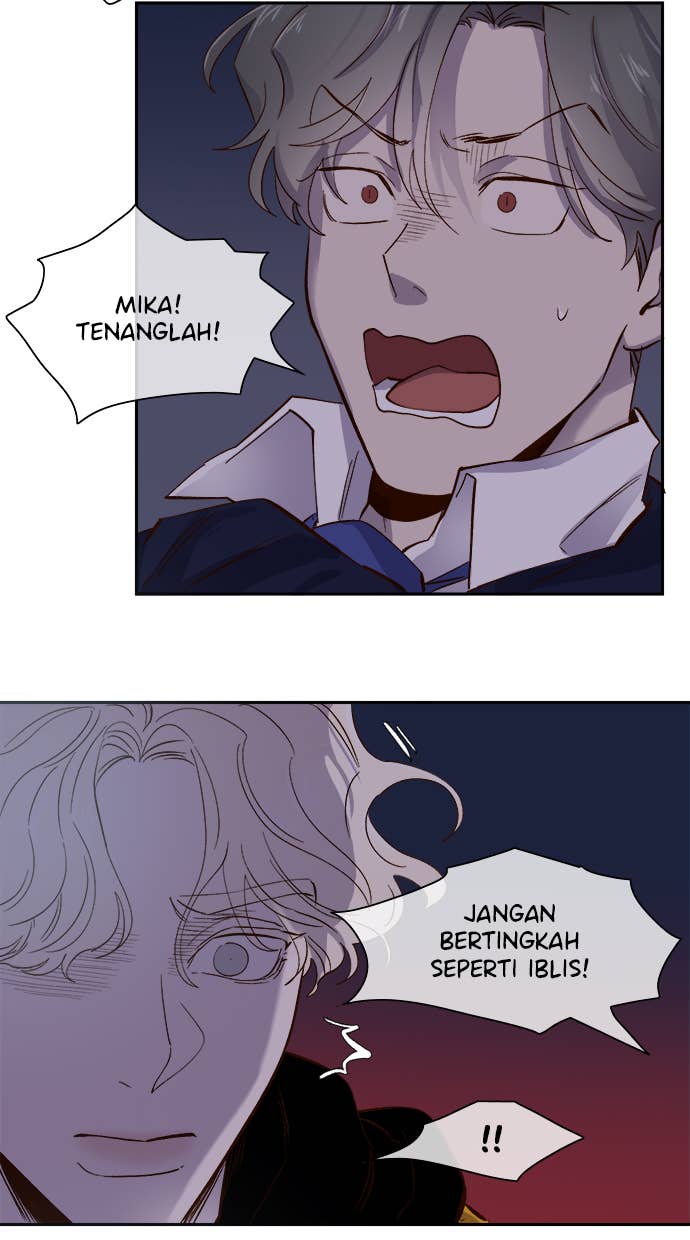 MIKA!
TENANGLAH!
JANGAN
BERTINGKAH
SEPERTI IBLIS!
!!